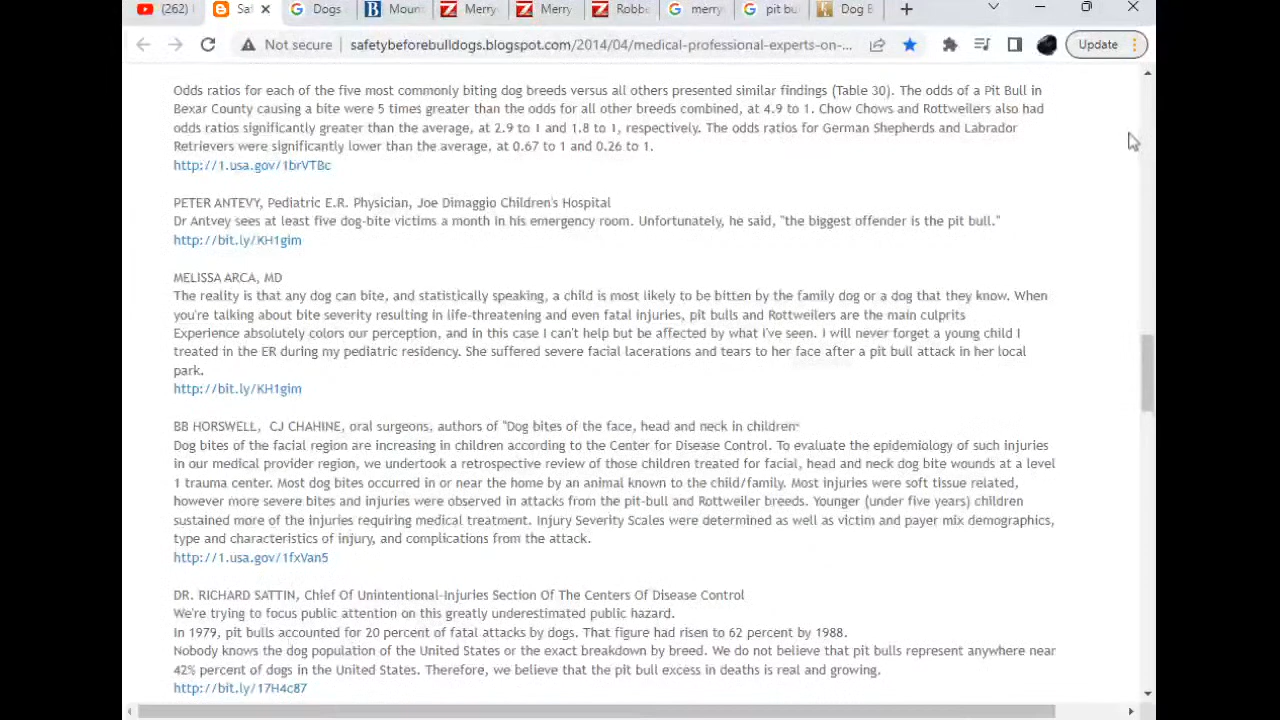 (262)
Saf
Dogs
Moun
Merry
Merry
Robbe
merry
pit bu
Dog B
Not secure
safetybeforebulldogs.blogspot.com/2014/04/medical-professional-experts-on-...
Update
Odds ratios for each of the five most commonly biting dog breeds versus all others presented similar findings (Table 30). The odds of a Pit Bull in
Bexar County causing a bite were 5 times greater than the odds for all other breeds combined, at 4.9 to 1. Chow Chows and Rottweilers also had
odds ratios significantly greater than the average, at 2.9 to 1 and 1.8 to 1, respectively. The odds ratios for German Shepherds and Labrador
Retrievers were significantly lower than the average, at 0.67 to 1 and 0.26 to 1.
http://1.usa.gov/1brVTBc
PETER ANTEVY, Pediatric E.R. Physician, Joe Dimaggio Children's Hospital
Dr Antvey sees at least five dog-bite victims a month in his emergency room. Unfortunately, he said, "the biggest offender is the pit bull."
http://bit.ly/KH1gim
MELISSA ARCA, MD
The reality is that any dog can bite, and statistically speaking, a child is most likely to be bitten by the family dog or a dog that they know. When
you're talking about bite severity resulting in life-threatening and even fatal injuries, pit bulls and Rottweilers are the main culprits
Experience absolutely colors our perception, and in this case I can't help but be affected by what i've seen. I will never forget a young child I
treated in the ER during my pediatric residency. She suffered severe facial lacerations and tears to her face after a pit bull attack in her local
park.
http://bit.ly/KH1gim
BB HORSWELL, CJ CHAHINE, oral surgeons, authors of "Dog bites of the face, head and neck in children"
Dog bites of the facial region are increasing in children according to the Center for Disease Control. To evaluate the epidemiology of such injuries
in our medical provider region, we undertook a retrospective review of those children treated for facial, head and neck dog bite wounds at a level
1 trauma center. Most dog bites occurred in or near the home by an animal known to the child/family. Most injuries were soft tissue related,
however more severe bites and injuries were observed in attacks from the pit-bull and Rottweiler breeds. Younger (under five years) children
sustained more of the injuries requiring medical treatment. Injury Severity Scales were determined as well as victim and payer mix demographics,
type and characteristics of injury, and complications from the attack.
http://1.usa.gov/1fxVan5
DR. RICHARD SATTIN, Chief Of Unintentional-Injuries Section Of The Centers Of Disease Control
We're trying to focus public attention on this greatly underestimated public hazard.
In 1979, pit bulls accounted for 20 percent of fatal attacks by dogs. That figure had risen to 62 percent by 1988.
Nobody knows the dog population of the United States or the exact breakdown by breed. We do not believe that pit bulls represent anywhere near
42% percent of dogs in the United States. Therefore, we believe that the pit bull excess in deaths is real and growing.
http://bit.ly/17H4c87